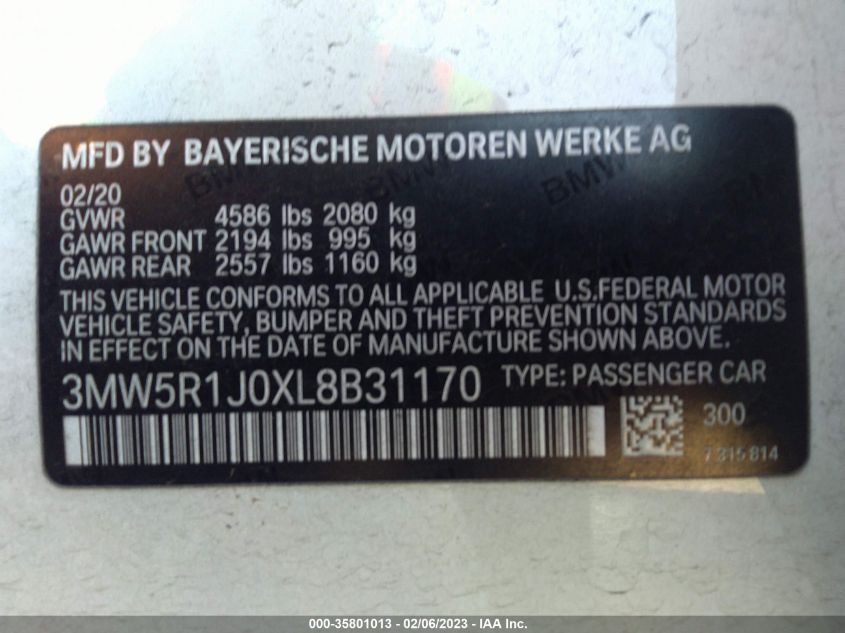 MFD BY BAYERISCHE MOTOREN WERKE AG
02/20
GVWR 4586 lbs 2080 kg
GAWR FRONT 2194 lbs 995 kg
GAWR REAR 2557 lbs 1160 kg
THIS VEHICLE CONFORMS TO ALL APPLICABLE U.S.FEDERAL MOTOR
VEHICLE SAFETY, BUMPER AND THEFT PREVENTION STANDARDS
IN EFFECT ON THE DATE OF MANUFACTURE SHOWN ABOVE.
3MW5R1J0XL8B31170 TYPE: PASSENGER CAR
300
7315814
000-35801013 - 02/06/2023 - IAA Inc.